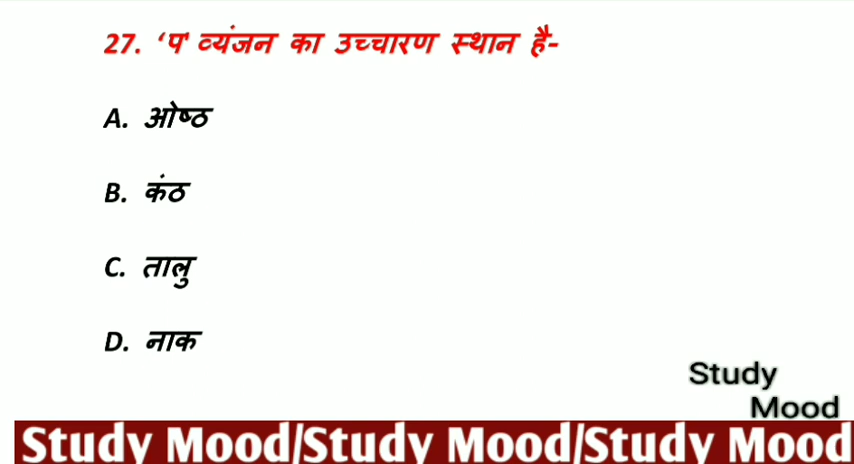 27. ‘प' व्यंजन का उच्चारण स्थान है-
A. ओष्ठ
B. कंठ
C. तालु
D. नाक
Study
Mood
Study Mood/Study Mood/Study Mood